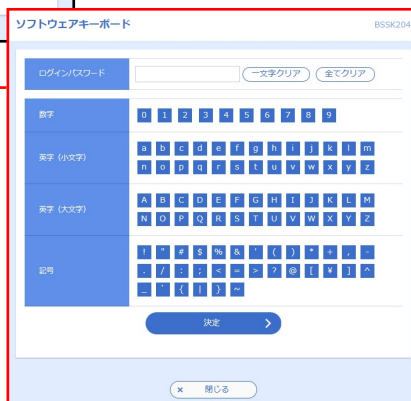 ソフトウェアキーボード
BSSK204
ログインパスワード
一文字クリア 全てクリア
数字
0 1 2 3 4 5 6 7 8 9
英字（小文字）
a b c d e f g h i j k l m
n o p q r s t u v w x y z
英字（大文字）
A B C D E F G H I J K L M
N O P Q R S T U V W X Y Z
記号
! " # $ % & ' ( ) * + , -
. / : ; < = > ? @ [ ¥ ] ^
_ ` { | } ~
決定
× 閉じる